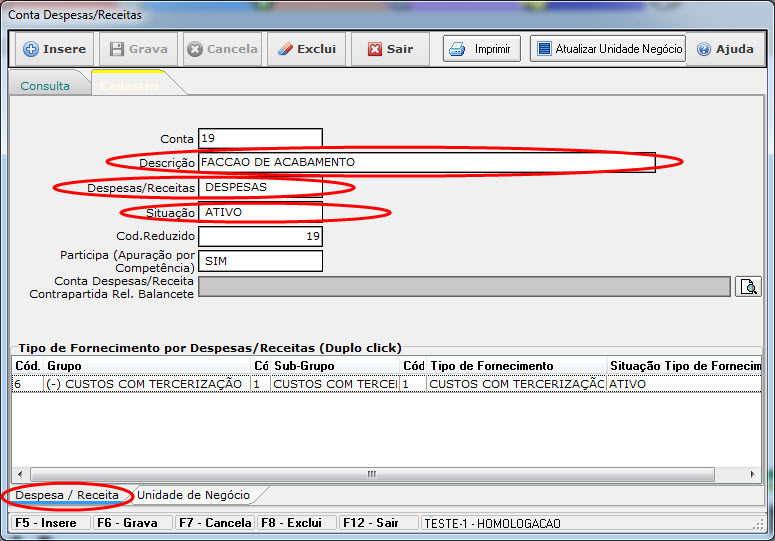 Conta Despesas/Receitas
Insere Grava Cancela Exclui Sair Imprimir Atualizar Unidade Negócio Ajuda
Consulta Cadastro
Conta 19
Descrição FACCAO DE ACABAMENTO
Despesas/Receitas DESPESAS
Situação ATIVO
Cod.Reduzido 19
Participa (Apuração por
Competência) SIM
Conta Despesas/Receita
Contrapartida Rel. Balancete
Tipo de Fornecimento por Despesas/Receitas (Duplo click)
Cód. Grupo Có Sub-Grupo Cód. Tipo de Fornecimento Situação Tipo de Fornecim
6 (-) CUSTOS COM TERCERIZAÇÃO 1 CUSTOS COM TERCEI 1 CUSTOS COM TERCERIZAÇÃO ATIVO
Despesa / Receita Unidade de Negócio
F5 - Insere F6 - Grava F7 - Cancela F8 - Exclui F12 - Sair TESTE-1 - HOMOLOGACAO